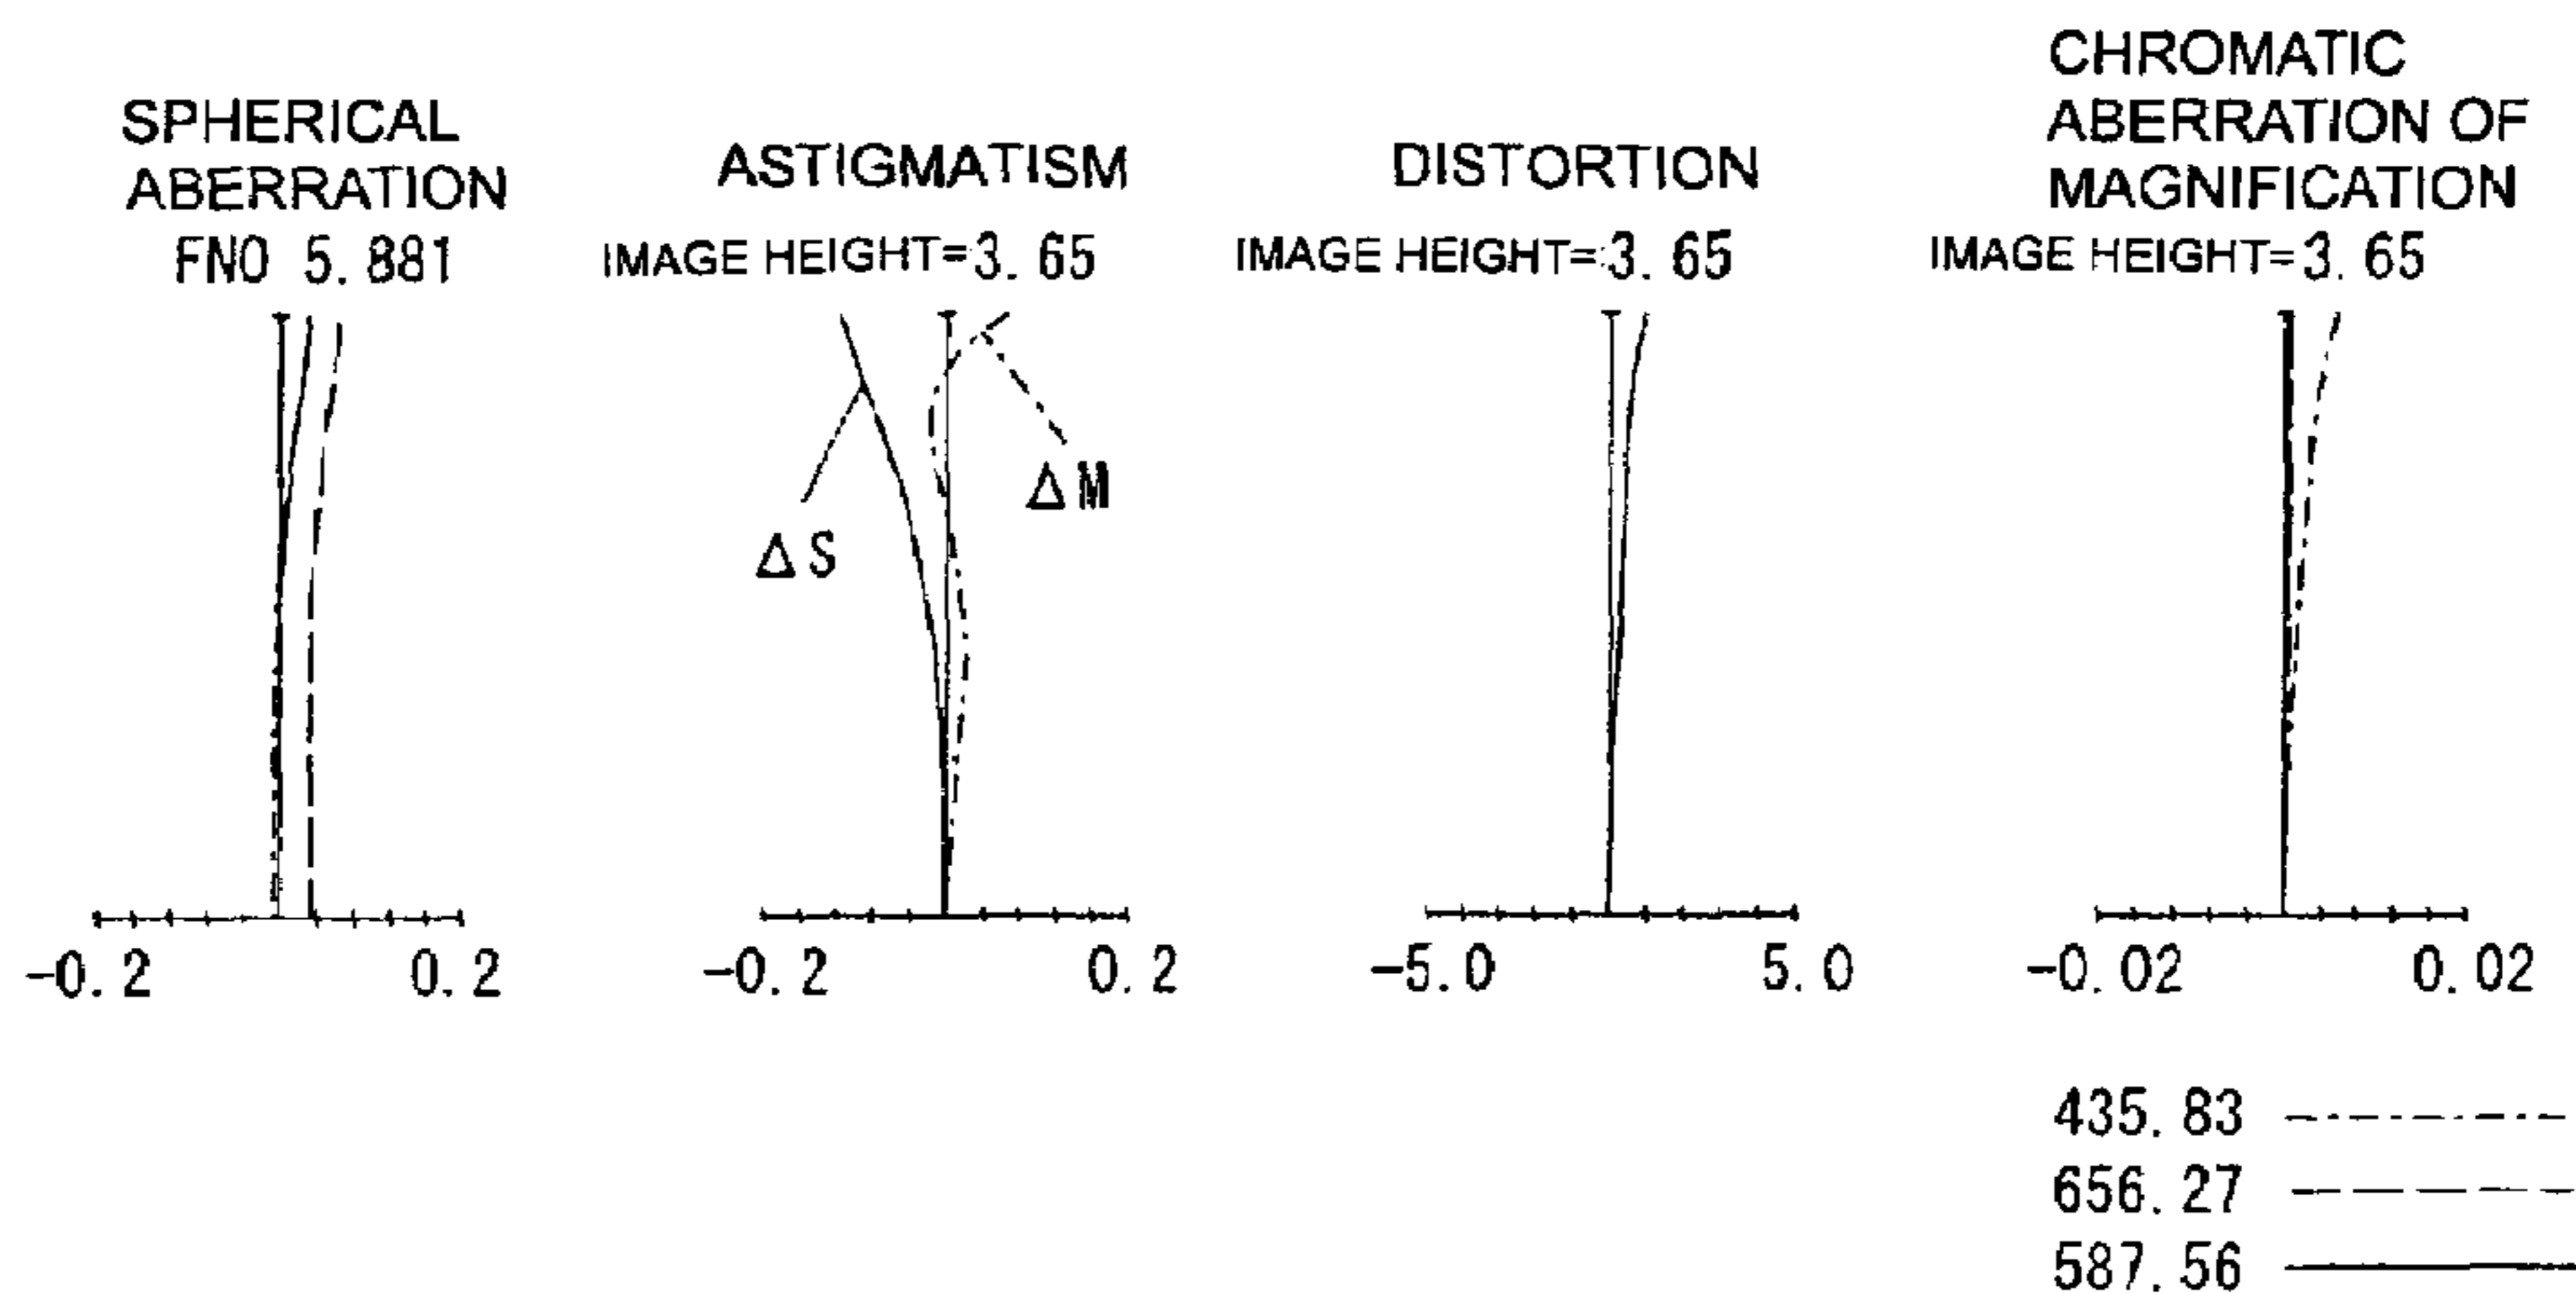 SPHERICAL
ABERRATION
FNO 5.881
-0.2 0.2
ASTIGMATISM
IMAGE HEIGHT=3.65
ΔS
ΔM
-0.2 0.2
DISTORTION
IMAGE HEIGHT=3.65
-5.0 5.0
CHROMATIC
ABERRATION OF
MAGNIFICATION
IMAGE HEIGHT=3.65
-0.02 0.02
435.83
656.27
587.56